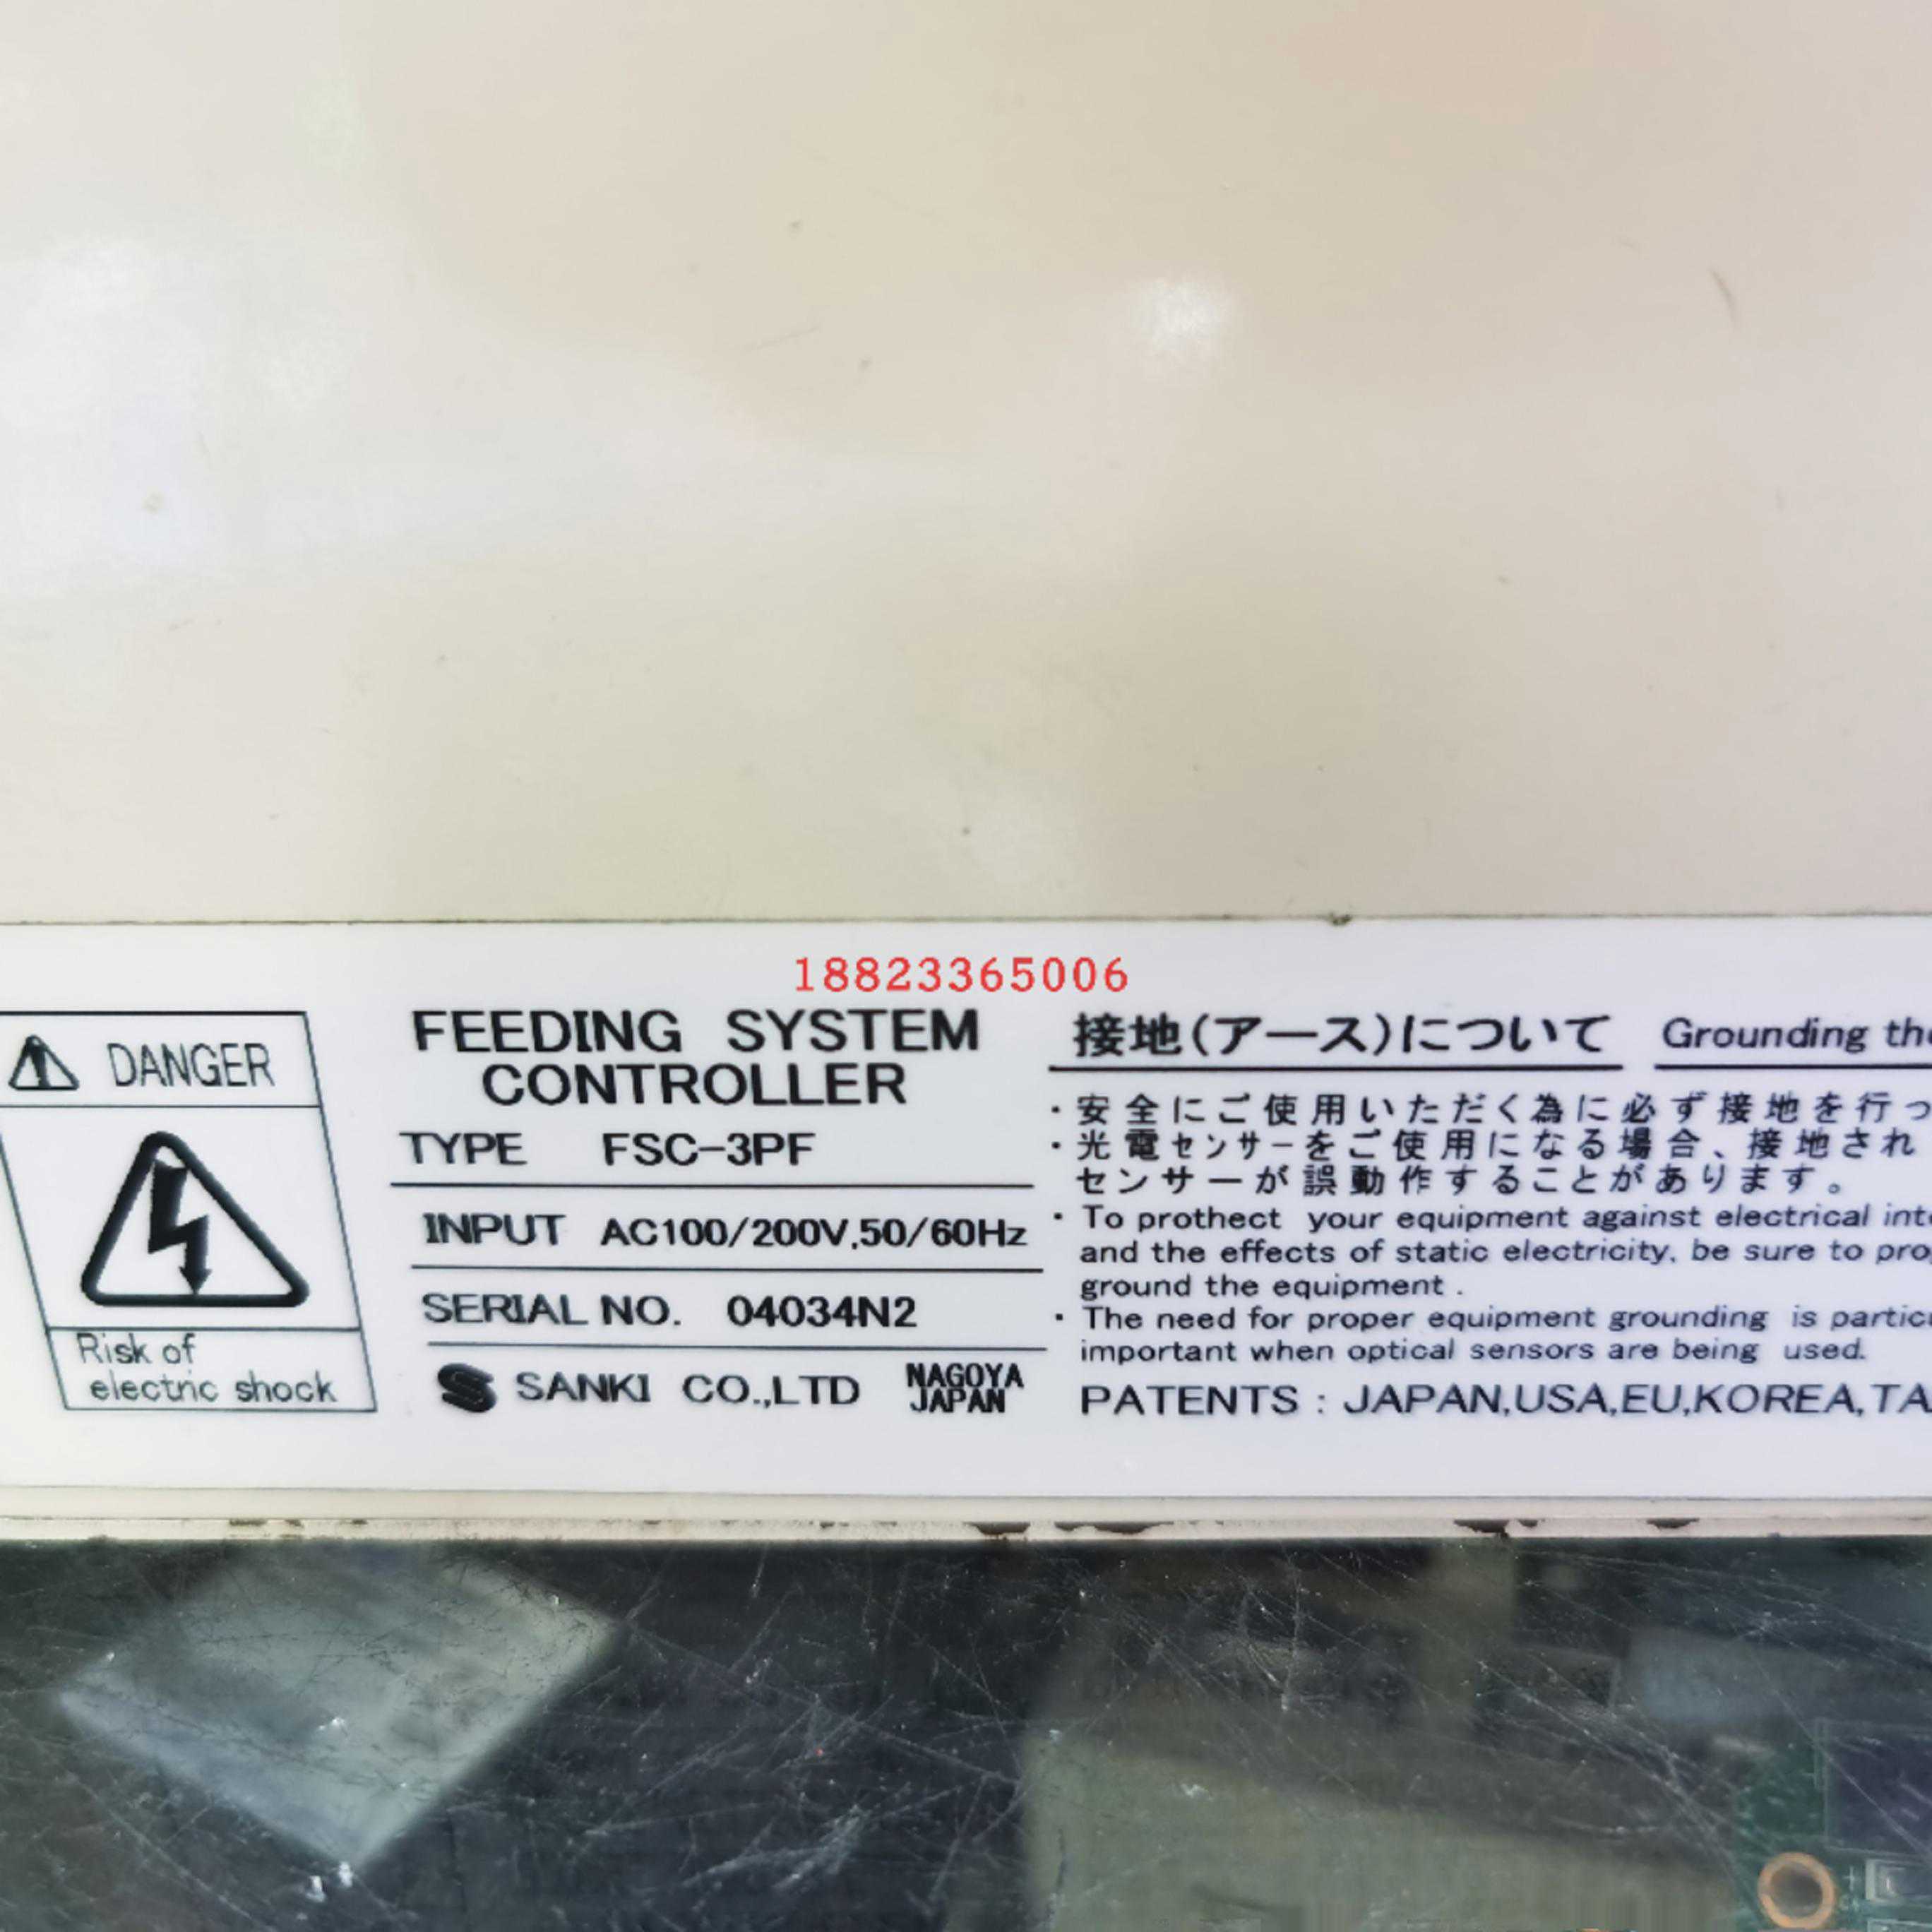 18823365006
DANGER
Risk of
electric shock
FEEDING SYSTEM
CONTROLLER
TYPE FSC-3PF
INPUT AC100/200V,50/60Hz
SERIAL NO. 04034N2
SANKI CO.,LTD NAGOYA JAPAN
接地(アース)について
・安全にご使用いただく為に必ず接地を行っ
・光電センサーをご使用になる場合、接地され
センサーが誤動作することがあります。
Grounding the
・To prothect your equipment against electrical int
and the effects of static electricity, be sure to pro
ground the equipment .
・The need for proper equipment grounding is partic
important when optical sensors are being used.
PATENTS : JAPAN,USA,EU,KOREA,TA